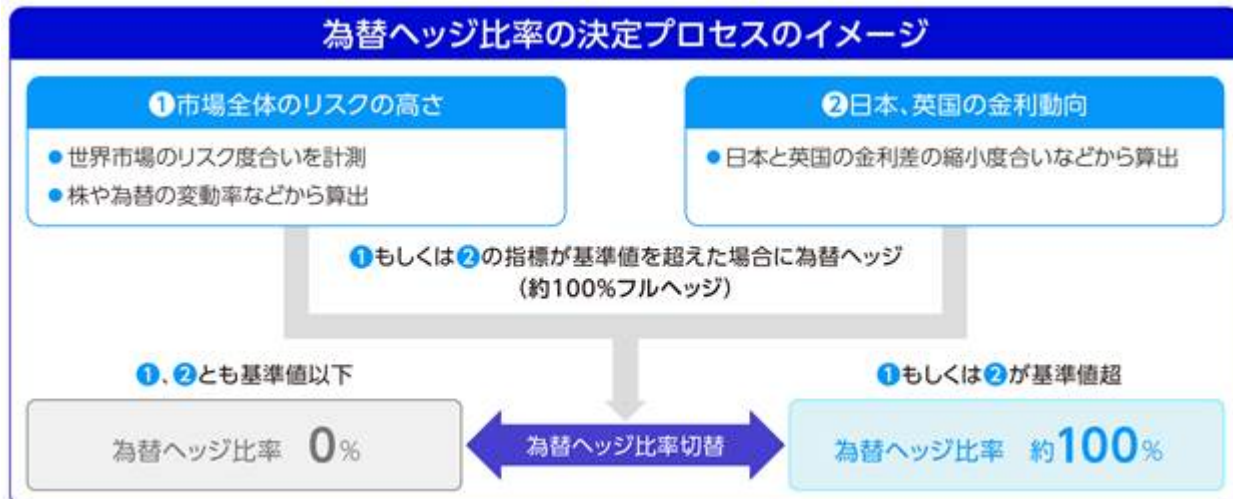 為替ヘッジ比率の決定プロセスのイメージ
❶市場全体のリスクの高さ
●世界市場のリスク度合いを計測
●株や為替の変動率などから算出
❷日本、英国の金利動向
●日本と英国の金利差の縮小度合いなどから算出
❶もしくは❷の指標が基準値を超えた場合に為替ヘッジ
(約100%フルヘッジ)
❶、❷とも基準値以下
為替ヘッジ比率 0%
為替ヘッジ比率切替
❶もしくは❷が基準値超
為替ヘッジ比率 約100%